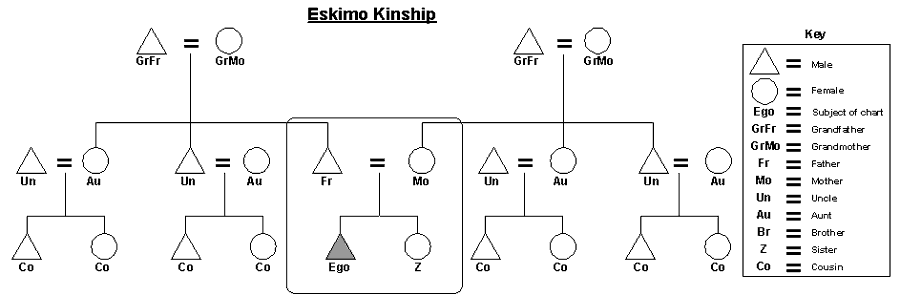 Eskimo Kinship
GrFr = GrMo
GrFr = GrMo
Un = Au
Un = Au
Fr = Mo
Un = Au
Un = Au
Co Co
Co Co
Ego Z
Co Co
Co Co
Key
= Male
= Female
Ego = Subject of chart
GrFr = Grandfather
GrMo = Grandmother
Fr = Father
Mo = Mother
Un = Uncle
Au = Aunt
Br = Brother
Z = Sister
Co = Cousin